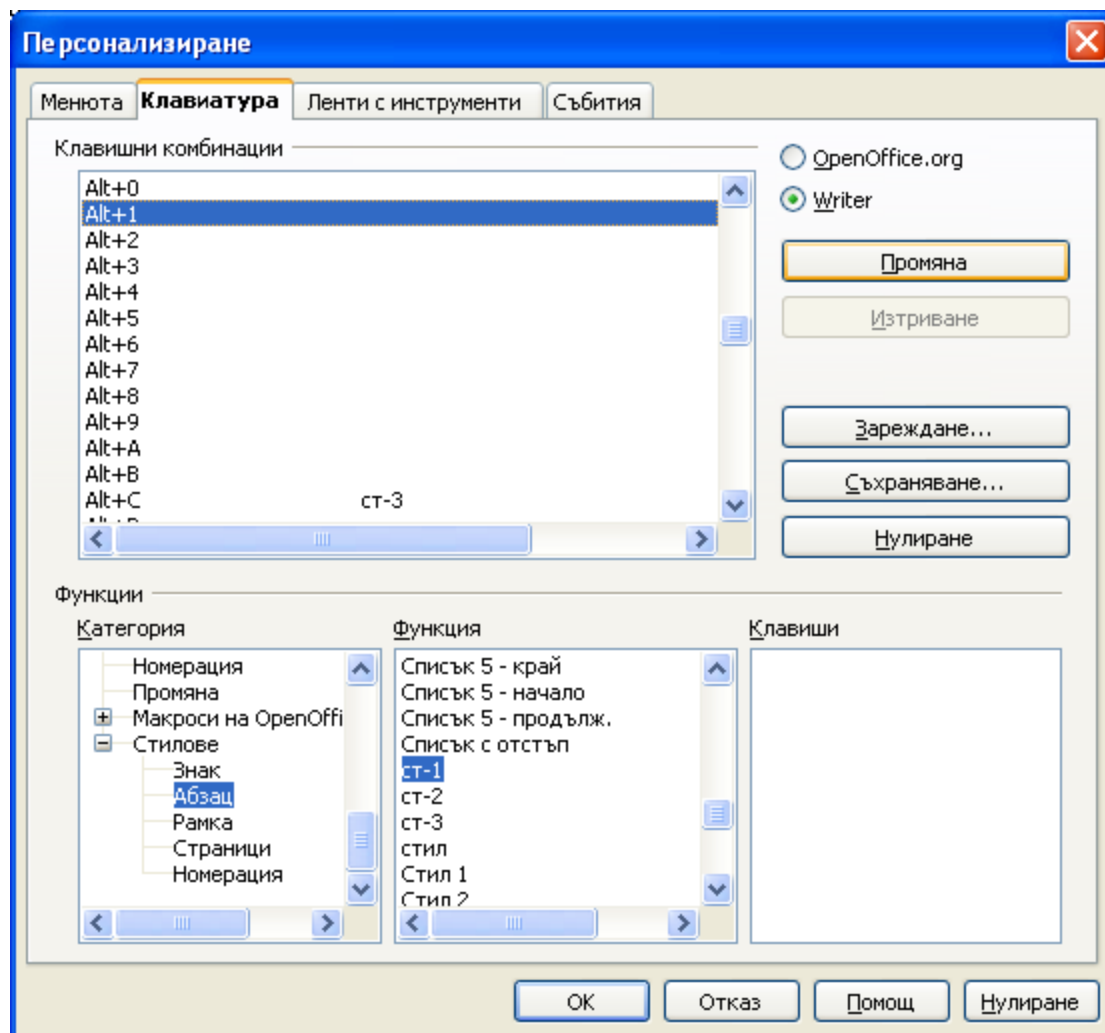 Персонализиране
Менюта Клавиатура Ленти с инструменти Събития
Клавишни комбинации
Alt+0
Alt+1
Alt+2
Alt+3
Alt+4
Alt+5
Alt+6
Alt+7
Alt+8
Alt+9
Alt+A
Alt+B
Alt+C ст-3
OpenOffice.org
Writer
Промяна
Изтриване
Зареждане...
Съхраняване...
Нулиране
Функции
Категория
Номерация
Промяна
Макроси на OpenOffi
Стилове
Знак
Абзац
Рамка
Страници
Номерация
Функция
Списък 5 - край
Списък 5 - начало
Списък 5 - продълж.
Списък с отстъп
ст-1
ст-2
ст-3
стил
Стил 1
Стил 2
Клавиши
OK Отказ Помощ Нулиране